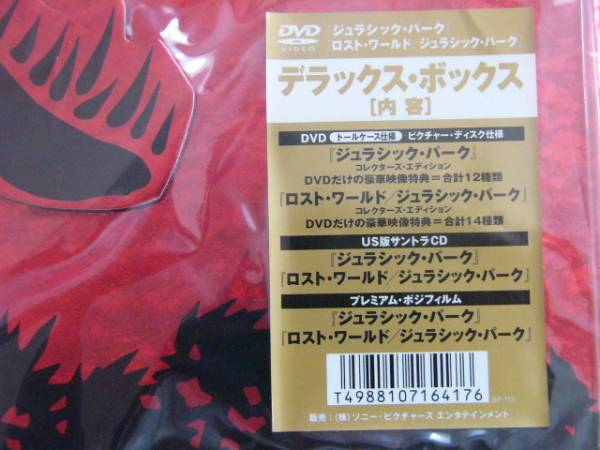 DVD
VIDEO
『ジュラシック・パーク』
ロスト・ワールド/ジュラシック・パーク』
デラックス・ボックス
[内 容]
DVD トールケース仕様 ピクチャー・ディスク仕様
『ジュラシック・パーク』
コレクターズ・エディション
DVDだけの豪華映像特典=合計12種類
『ロスト・ワールド/ジュラシック・パーク』
コレクターズ・エディション
DVDだけの豪華映像特典=合計14種類
US版サントラCD
『ジュラシック・パーク』
『ロスト・ワールド/ジュラシック・パーク』
プレミアム・ポジフィルム
『ジュラシック・パーク』
『ロスト・ワールド/ジュラシック・パーク』
T4988107164176
販売:(株)ソニー・ピクチャーズ エンタテインメント